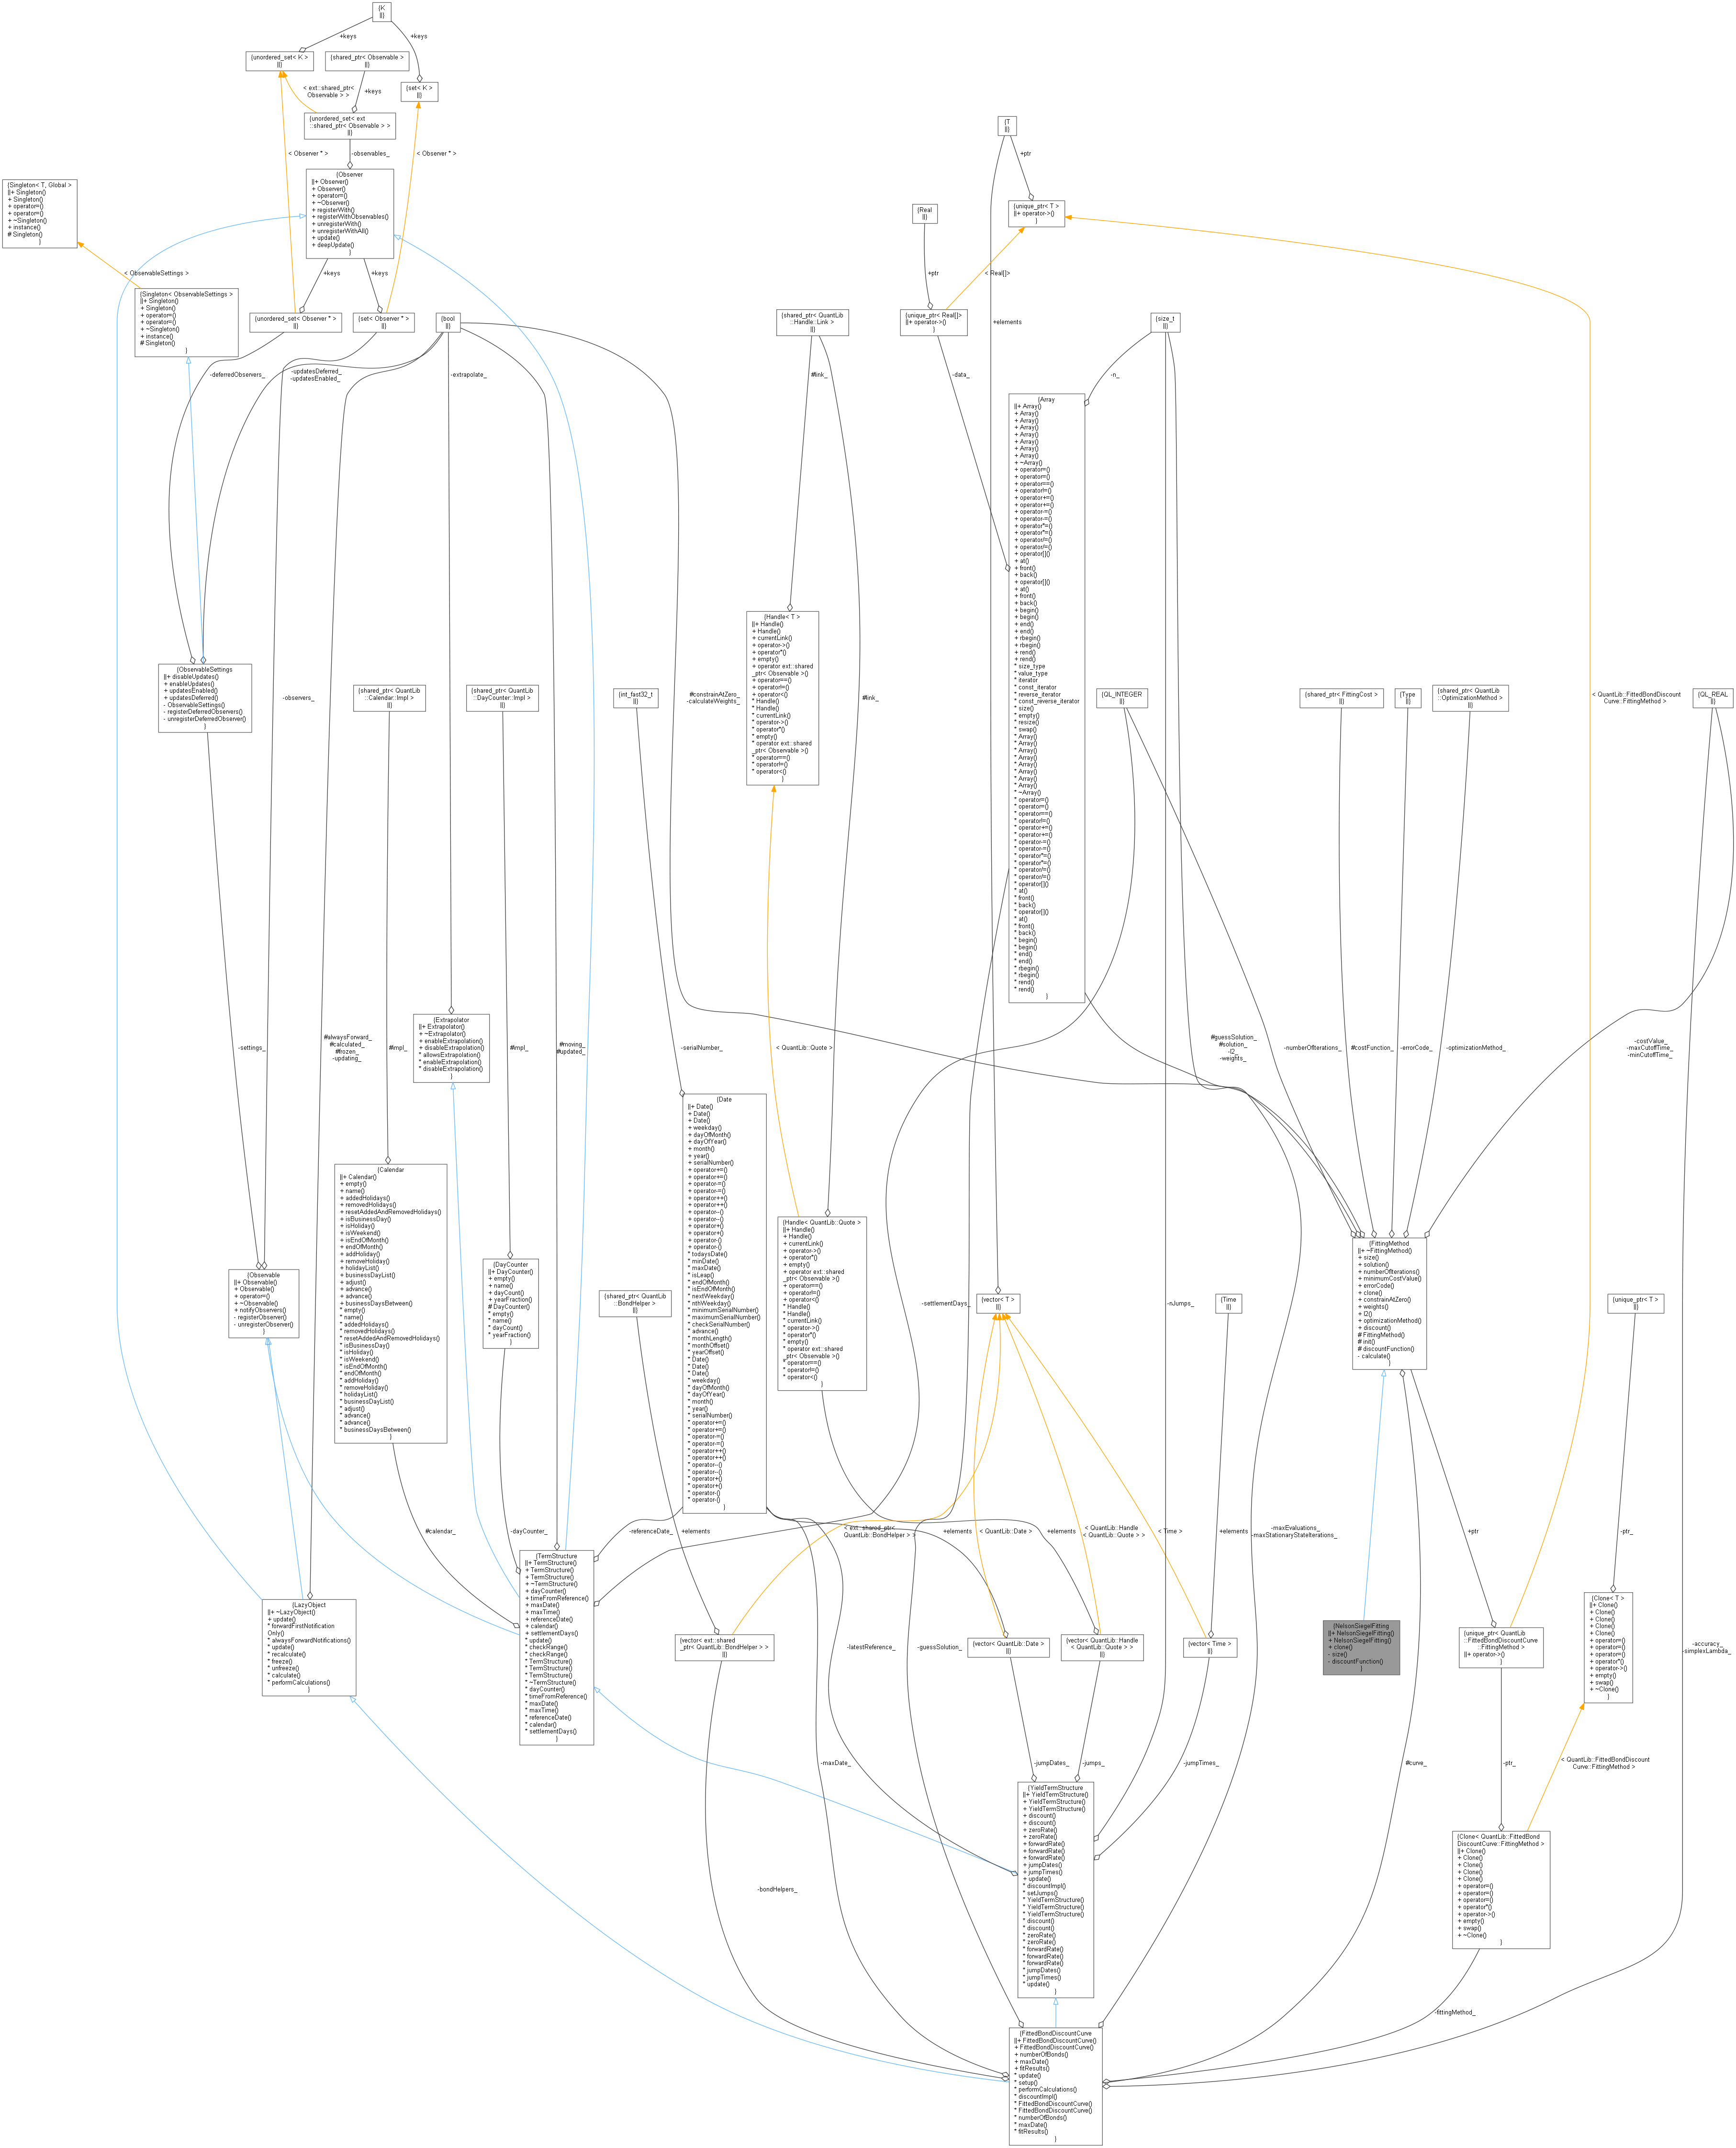 {K
||}
+keys
+keys
{unordered_set< K >
||}
{shared_ptr< Observable >
||}
{set< K >
||}
< ext::shared_ptr<
Observable > >
+keys
{unordered_set< ext
::shared_ptr< Observable > >
||}
< Observer * >
-observables_
< Observer * >
{Observer
||+ Observer()
+ Observer()
+ operator=()
+ ~Observer()
+ registerWith()
+ registerWithObservables()
+ unregisterWith()
+ unregisterWithAll()
+ update()
+ deepUpdate()
}
{Singleton< T, Global >
||+ Singleton()
+ Singleton()
+ operator=()
+ operator=()
+ ~Singleton()
+ instance()
# Singleton()
}
< ObservableSettings >
{Singleton< ObservableSettings >
||+ Singleton()
+ Singleton()
+ operator=()
+ operator=()
+ ~Singleton()
+ instance()
# Singleton()
}
+keys
+keys
{unordered_set< Observer * >
||}
{set< Observer * >
||}
{bool
||}
-deferredObservers_
-updatesDeferred_
-updatesEnabled_
-extrapolate_
{T
||}
+ptr
{unique_ptr< T >
||+ operator->()
}
{Real
||}
+ptr
< Real[]>
{unique_ptr< Real[]>
||+ operator->()
}
+elements
{shared_ptr< QuantLib
::Handle::Link >
||}
{size_t
||}
#link_
-data_
-n_
{Array
||+ Array()
+ Array()
+ Array()
+ Array()
+ Array()
+ Array()
+ Array()
+ Array()
+ ~Array()
+ operator=()
+ operator=()
+ operator==()
+ operator!=()
+ operator+=()
+ operator+=()
+ operator-=()
+ operator-=()
+ operator*=()
+ operator*=()
+ operator/=()
+ operator/=()
+ operator[]()
+ at()
+ front()
+ back()
+ operator[]()
+ at()
+ front()
+ back()
+ begin()
+ begin()
+ end()
+ end()
+ rbegin()
+ rbegin()
+ rend()
+ rend()
* size_type
* value_type
* iterator
* const_iterator
* reverse_iterator
* const_reverse_iterator
* size()
* empty()
* resize()
* swap()
* Array()
* Array()
* Array()
* Array()
* Array()
* Array()
* Array()
* Array()
* ~Array()
* operator=()
* operator=()
* operator==()
* operator!=()
* operator+=()
* operator+=()
* operator-=()
* operator-=()
* operator*=()
* operator*=()
* operator/=()
* operator/=()
* operator[]()
* at()
* front()
* back()
* operator[]()
* at()
* front()
* back()
* begin()
* begin()
* end()
* end()
* rbegin()
* rbegin()
* rend()
* rend()
}
{Handle< T >
||+ Handle()
+ Handle()
+ currentLink()
+ operator->()
+ operator*()
+ empty()
+ operator ext::shared
_ptr< Observable >()
+ operator==()
+ operator!=()
+ operator<()
* Handle()
* Handle()
* currentLink()
* operator->()
* operator*()
* empty()
* operator ext::shared
_ptr< Observable >()
* operator==()
* operator!=()
* operator<()
}
{ObservableSettings
||+ disableUpdates()
+ enableUpdates()
+ updatesEnabled()
+ updatesDeferred()
- ObservableSettings()
- registerDeferredObservers()
- unregisterDeferredObserver()
}
-observers_
{shared_ptr< QuantLib
::Calendar::Impl >
||}
{shared_ptr< QuantLib
::DayCounter::Impl >
||}
{int_fast32_t
||}
#constrainAtZero_
-calculateWeights_
#link_
{QL_INTEGER
||}
{shared_ptr< FittingCost >
||}
{Type
||}
{shared_ptr< QuantLib
::OptimizationMethod >
||}
< QuantLib::FittedBondDiscount
Curve::FittingMethod >
{QL_REAL
||}
{Extrapolator
||+ Extrapolator()
+ ~Extrapolator()
+ enableExtrapolation()
+ disableExtrapolation()
* allowsExtrapolation()
* enableExtrapolation()
* disableExtrapolation()
}
-settings_
#alwaysForward_
#calculated_
#frozen_
-updating_
#impl_
#impl_
#moving_
#updated_
-serialNumber_
< QuantLib::Quote >
#guessSolution_
#solution_
-l2_
-weights_
-numberOfIterations_
#costFunction_
-errorCode_
-optimizationMethod_
-costValue_
-maxCutoffTime_
-minCutoffTime_
{Date
||+ Date()
+ Date()
+ Date()
+ weekday()
+ dayOfMonth()
+ dayOfYear()
+ month()
+ year()
+ serialNumber()
+ operator+=()
+ operator+=()
+ operator-=()
+ operator-=()
+ operator++()
+ operator++()
+ operator--()
+ operator--()
+ operator+()
+ operator+()
+ operator-()
+ operator-()
* todaysDate()
* minDate()
* maxDate()
* isLeap()
* endOfMonth()
* isEndOfMonth()
* nextWeekday()
* nthWeekday()
* minimumSerialNumber()
* maximumSerialNumber()
* checkSerialNumber()
* advance()
* monthLength()
* monthOffset()
* yearOffset()
* Date()
* Date()
* Date()
* weekday()
* dayOfMonth()
* dayOfYear()
* month()
* year()
* serialNumber()
* operator+=()
* operator+=()
* operator-=()
* operator-=()
* operator++()
* operator++()
* operator--()
* operator--()
* operator+()
* operator+()
* operator-()
* operator-()
}
{Calendar
||+ Calendar()
+ empty()
+ name()
+ addedHolidays()
+ removedHolidays()
+ resetAddedAndRemovedHolidays()
+ isBusinessDay()
+ isHoliday()
+ isWeekend()
+ isEndOfMonth()
+ endOfMonth()
+ addHoliday()
+ removeHoliday()
+ holidayList()
+ businessDayList()
+ adjust()
+ advance()
+ advance()
+ businessDaysBetween()
* empty()
* name()
* addedHolidays()
* removedHolidays()
* resetAddedAndRemovedHolidays()
* isBusinessDay()
* isHoliday()
* isWeekend()
* isEndOfMonth()
* endOfMonth()
* addHoliday()
* removeHoliday()
* holidayList()
* businessDayList()
* adjust()
* advance()
* advance()
* businessDaysBetween()
}
{Handle< QuantLib::Quote >
||+ Handle()
+ Handle()
+ currentLink()
+ operator->()
+ operator*()
+ empty()
+ operator ext::shared
_ptr< Observable >()
+ operator==()
+ operator!=()
+ operator<()
* Handle()
* Handle()
* currentLink()
* operator->()
* operator*()
* empty()
* operator ext::shared
_ptr< Observable >()
* operator==()
* operator!=()
* operator<()
}
{FittingMethod
||+ ~FittingMethod()
+ size()
+ solution()
+ numberOfIterations()
+ minimumCostValue()
+ errorCode()
+ clone()
+ constrainAtZero()
+ weights()
+ l2()
+ optimizationMethod()
+ discount()
# FittingMethod()
# init()
# discountFunction()
- calculate()
}
{Observable
||+ Observable()
+ Observable()
+ operator=()
+ ~Observable()
+ notifyObservers()
- registerObserver()
- unregisterObserver()
}
{DayCounter
||+ DayCounter()
+ empty()
+ name()
+ dayCount()
+ yearFraction()
# DayCounter()
* empty()
* name()
* dayCount()
* yearFraction()
}
{shared_ptr< QuantLib
::BondHelper >
||}
-settlementDays_
{vector< T >
||}
-nJumps_
{Time
||}
{unique_ptr< T >
||}
#calendar_
-dayCounter_
-referenceDate_
+elements
< ext::shared_ptr<
QuantLib::BondHelper > >
+elements
< QuantLib::Date >
+elements
< QuantLib::Handle
< QuantLib::Quote > >
< Time >
+elements
-maxEvaluations_
-maxStationaryStateIterations_
+ptr
-ptr_
{TermStructure
||+ TermStructure()
+ TermStructure()
+ TermStructure()
+ ~TermStructure()
+ dayCounter()
+ timeFromReference()
+ maxDate()
+ maxTime()
+ referenceDate()
+ calendar()
+ settlementDays()
* update()
* checkRange()
* checkRange()
* TermStructure()
* TermStructure()
* TermStructure()
* ~TermStructure()
* dayCounter()
* timeFromReference()
* maxDate()
* maxTime()
* referenceDate()
* calendar()
* settlementDays()
}
{LazyObject
||+ ~LazyObject()
+ update()
* forwardFirstNotification
Only()
* alwaysForwardNotifications()
* update()
* recalculate()
* freeze()
* unfreeze()
* calculate()
* performCalculations()
}
{vector< ext::shared
_ptr< QuantLib::BondHelper > >
||}
-latestReference_
-guessSolution_
{vector< QuantLib::Date >
||}
{vector< QuantLib::Handle
< QuantLib::Quote > >
||}
{vector< Time >
||}
{NelsonSiegelFitting
||+ NelsonSiegelFitting()
+ NelsonSiegelFitting()
+ clone()
- size()
- discountFunction()
}
{unique_ptr< QuantLib
::FittedBondDiscountCurve
::FittingMethod >
||+ operator->()
}
{Clone< T >
||+ Clone()
+ Clone()
+ Clone()
+ Clone()
+ Clone()
+ operator=()
+ operator=()
+ operator=()
+ operator*()
+ operator->()
+ empty()
+ swap()
+ ~Clone()
}
-accuracy_
-simplexLambda_
-maxDate_
-jumpDates_
-jumps_
-jumpTimes_
#curve_
-ptr_
< QuantLib::FittedBondDiscount
Curve::FittingMethod >
{YieldTermStructure
||+ YieldTermStructure()
+ YieldTermStructure()
+ YieldTermStructure()
+ discount()
+ discount()
+ zeroRate()
+ zeroRate()
+ forwardRate()
+ forwardRate()
+ forwardRate()
+ jumpDates()
+ jumpTimes()
+ update()
* discountImpl()
* setJumps()
* YieldTermStructure()
* YieldTermStructure()
* YieldTermStructure()
* discount()
* discount()
* zeroRate()
* zeroRate()
* forwardRate()
* forwardRate()
* forwardRate()
* jumpDates()
* jumpTimes()
* update()
}
{Clone< QuantLib::FittedBond
DiscountCurve::FittingMethod >
||+ Clone()
+ Clone()
+ Clone()
+ Clone()
+ Clone()
+ operator=()
+ operator=()
+ operator=()
+ operator*()
+ operator->()
+ empty()
+ swap()
+ ~Clone()
}
-bondHelpers_
-fittingMethod_
{FittedBondDiscountCurve
||+ FittedBondDiscountCurve()
+ FittedBondDiscountCurve()
+ numberOfBonds()
+ maxDate()
+ fitResults()
* update()
* setup()
* performCalculations()
* discountImpl()
* FittedBondDiscountCurve()
* FittedBondDiscountCurve()
* numberOfBonds()
* maxDate()
* fitResults()
}